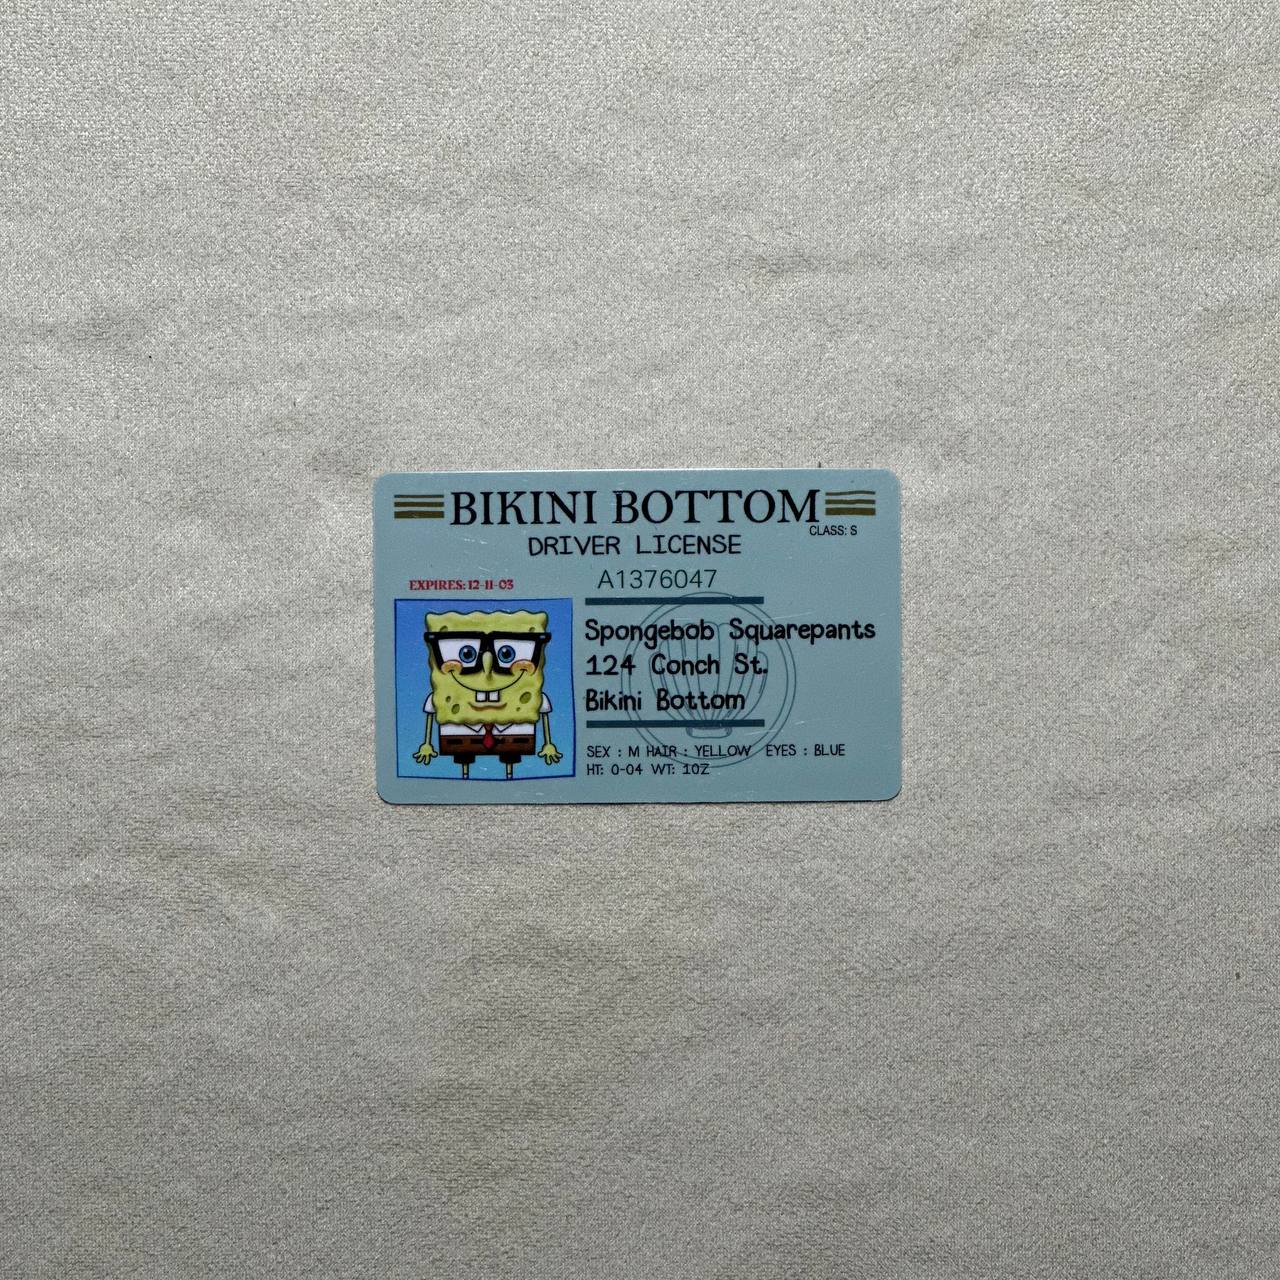 BIKINI BOTTOM
CLASS: S
DRIVER LICENSE
EXPIRES: 12-11-03
A1376047
Spongebob Squarepants
124 Conch St.
Bikini Bottom
SEX : M HAIR : YELLOW EYES : BLUE
HT: 0-04 WT: 1OZ